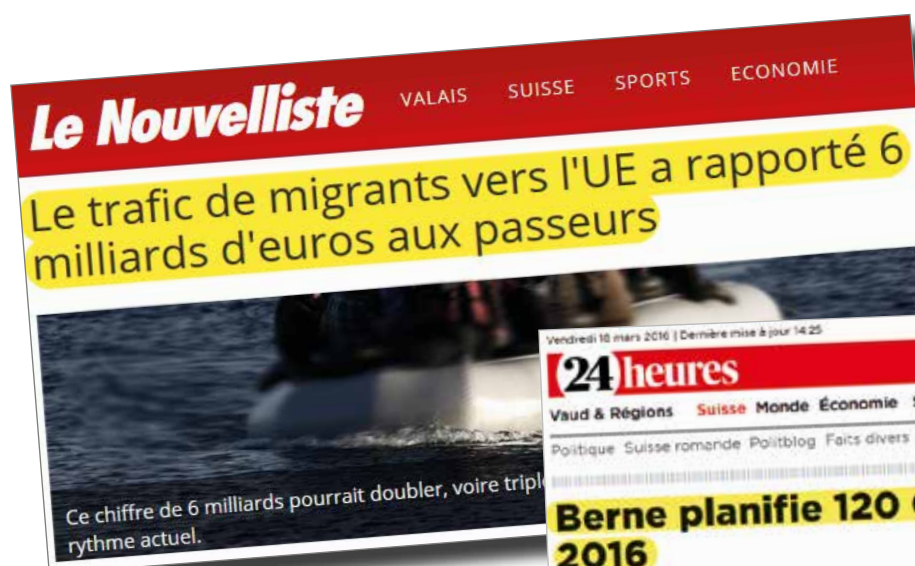 Le Nouvelliste VALAIS SUISSE SPORTS ECONOMIE
Le trafic de migrants vers l'UE a rapporté 6
milliards d'euros aux passeurs
Ce chiffre de 6 milliards pourrait doubler, voire
rythme actuel.
Vendredi 18 mars 2016 | Dernière mise à jour 14:25
(24)heures
Vaud & Régions Suisse Monde Économie
Politique Suisse romande Politblog Faits divers
Berne planifie 120
2016